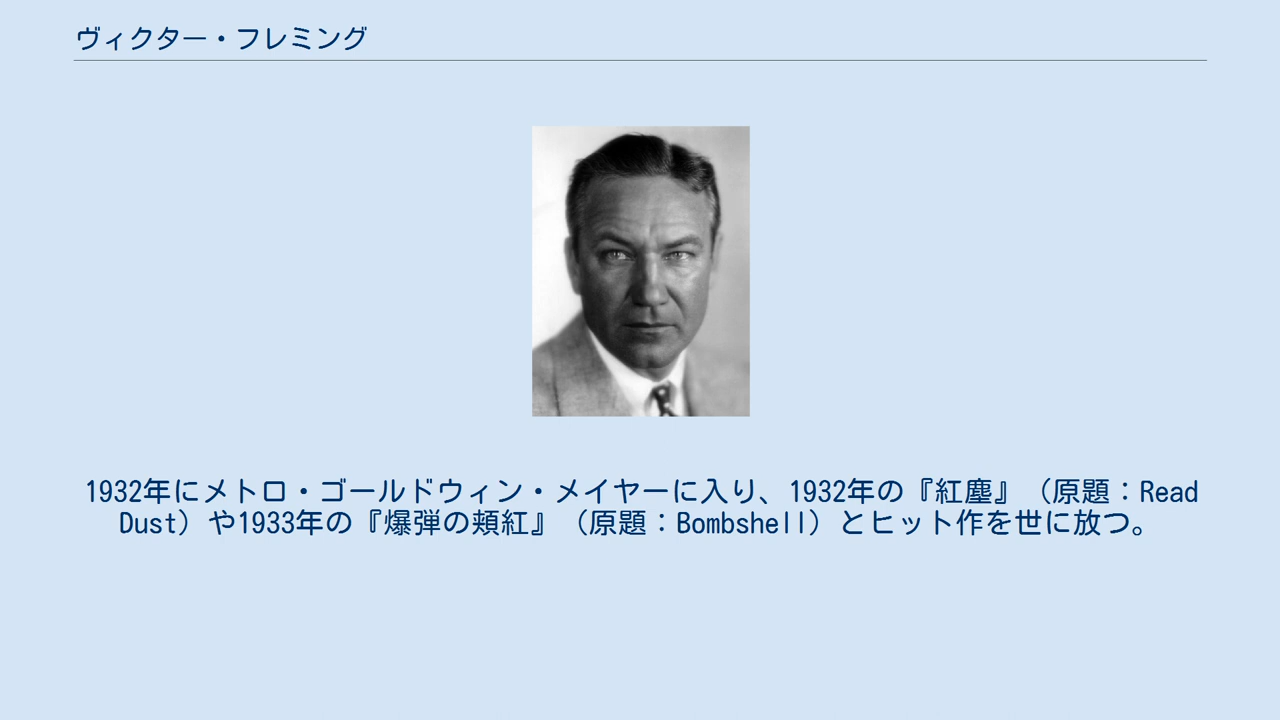 ヴィクター・フレミング
1932年にメトロ・ゴールドウィン・メイヤーに入り、1932年の『紅塵』（原題：Read
Dust）や1933年の『爆弾の頬紅』（原題：Bombshell）とヒット作を世に放つ。